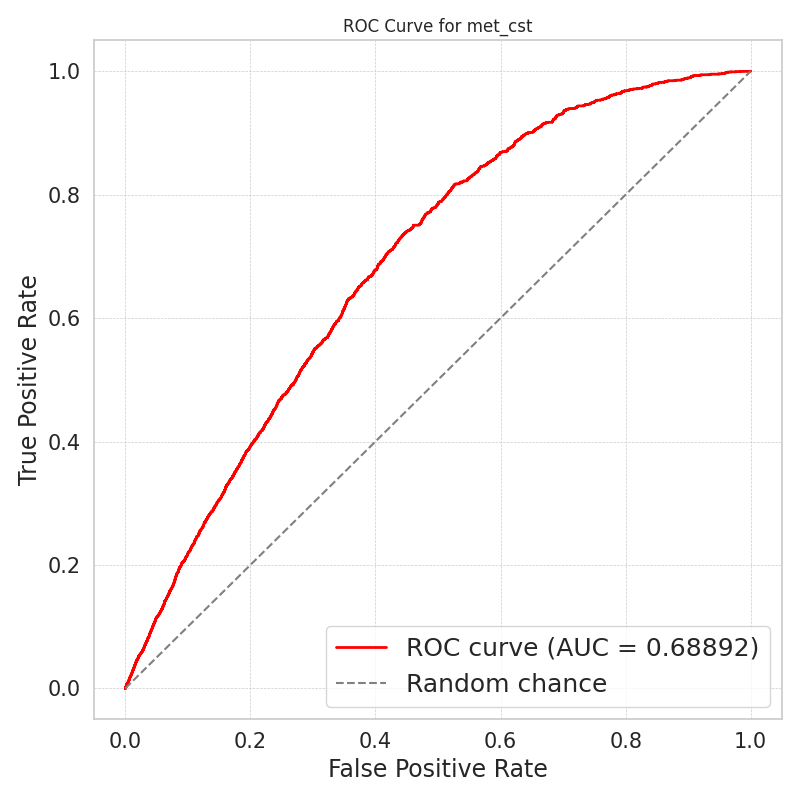 ROC Curve for met_cst
True Positive Rate
1.0
0.8
0.6
0.4
0.2
0.0
ROC curve (AUC = 0.68892)
Random chance
0.0 0.2 0.4 0.6 0.8 1.0
False Positive Rate